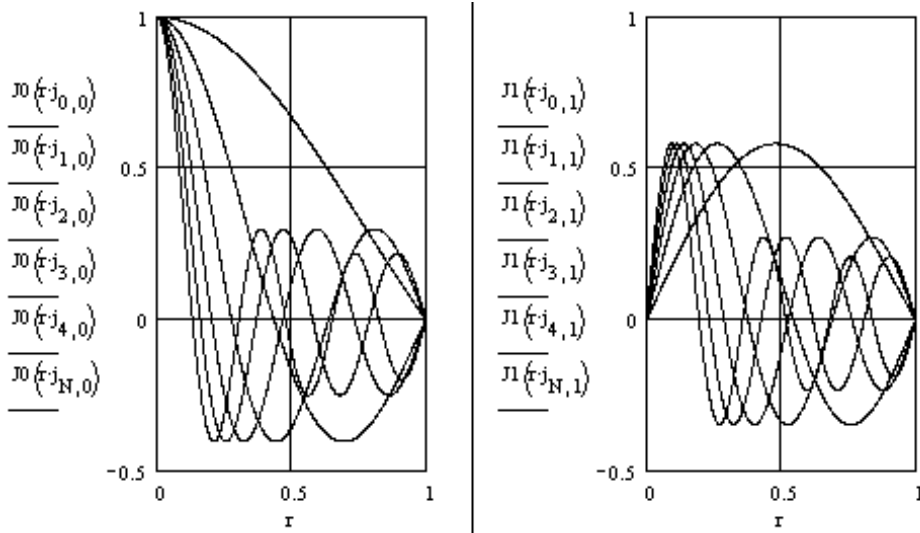 1
J0(r·j0,0)
J0(r·j1,0)
J0(r·j2,0)
J0(r·j3,0)
J0(r·j4,0)
J0(r·jN,0)
0.5
0
−0.5
0
0.5
1
r
1
J1(r·j0,1)
J1(r·j1,1)
J1(r·j2,1)
J1(r·j3,1)
J1(r·j4,1)
J1(r·jN,1)
0.5
0
−0.5
0
0.5
1
r